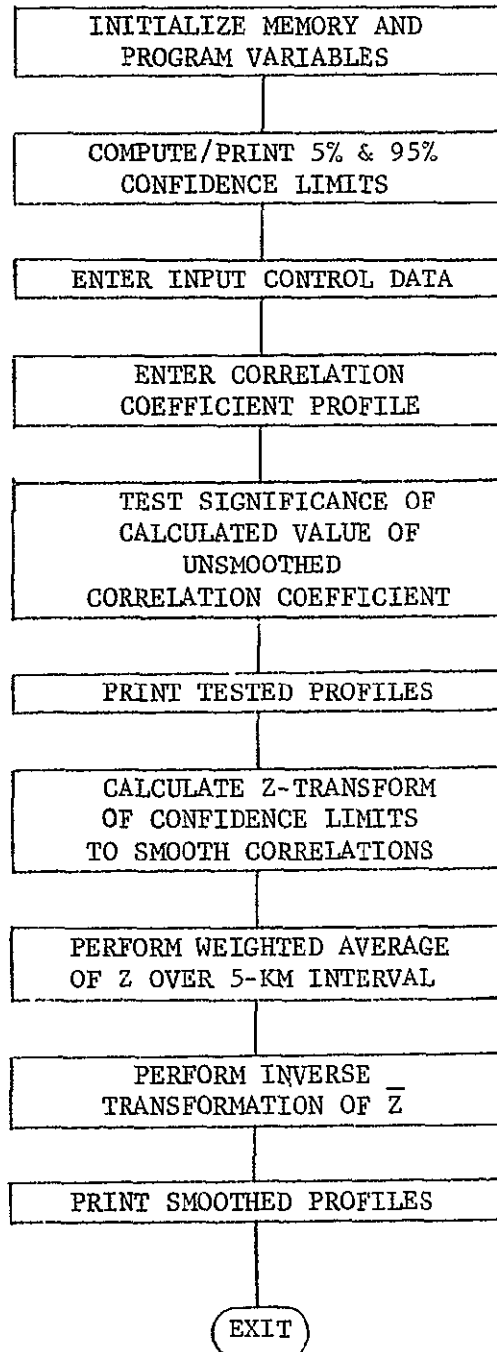 INITIALIZE MEMORY AND
PROGRAM VARIABLES
COMPUTE/PRINT 5% & 95%
CONFIDENCE LIMITS
ENTER INPUT CONTROL DATA
ENTER CORRELATION
COEFFICIENT PROFILE
TEST SIGNIFICANCE OF
CALCULATED VALUE OF
UNSMOOTHED
CORRELATION COEFFICIENT
PRINT TESTED PROFILES
CALCULATE Z-TRANSFORM
OF CONFIDENCE LIMITS
TO SMOOTH CORRELATIONS
PERFORM WEIGHTED AVERAGE
OF Z OVER 5-KM INTERVAL
PERFORM INVERSE
TRANSFORMATION OF Z̅
PRINT SMOOTHED PROFILES
EXIT